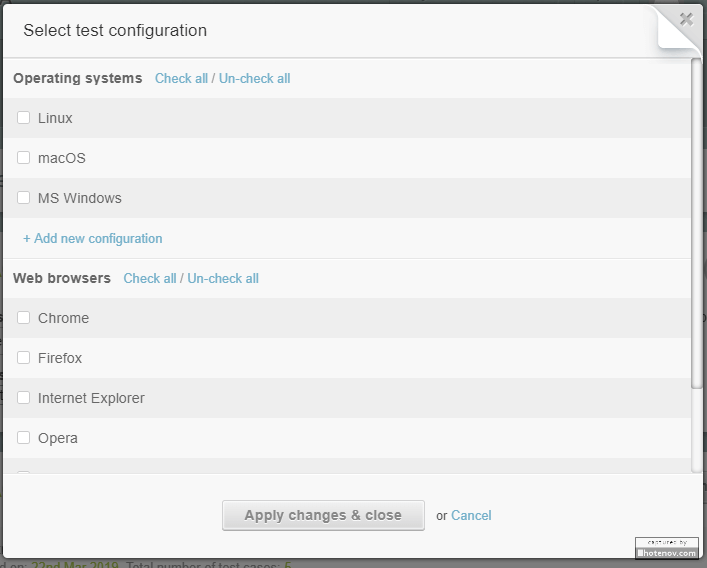 Select test configuration
Operating systems Check all / Un-check all
Linux
macOS
MS Windows
+ Add new configuration
Web browsers Check all / Un-check all
Chrome
Firefox
Internet Explorer
Opera
Apply changes & close or Cancel
captured by
hotenov.com
d on: 22nd Mar 2019. Total number of test cases: 5